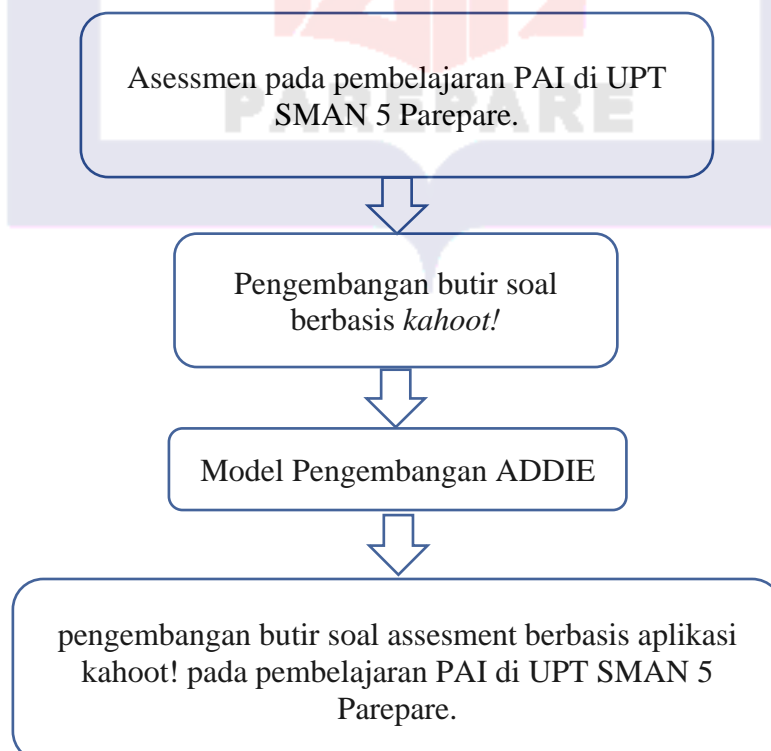 Asessmen pada pembelajaran PAI di UPT
SMAN 5 Parepare.
PAREPARE
Pengembangan butir soal
berbasis kahoot!
Model Pengembangan ADDIE
pengembangan butir soal assesment berbasis aplikasi
kahoot! pada pembelajaran PAI di UPT SMAN 5
Parepare.